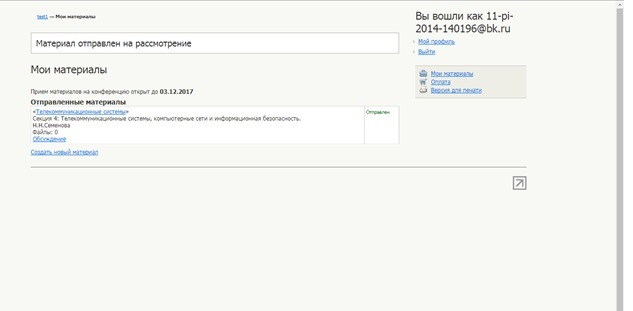 test1 — Мои материалы
Материал отправлен на рассмотрение
Мои материалы
Прием материалов на конференцию открыт до 03.12.2017
Отправленные материалы
«Телекоммуникационные системы»
Секция 4: Телекоммуникационные системы, компьютерные сети и информационная безопасность.
Н.Н.Семенова
Файлы: 0
Обсуждение
Отправлен
Создать новый материал
Вы вошли как 11-pi-
2014-140196@bk.ru
Мой профиль
Выйти
Мои материалы
Оплата
Версия для печати